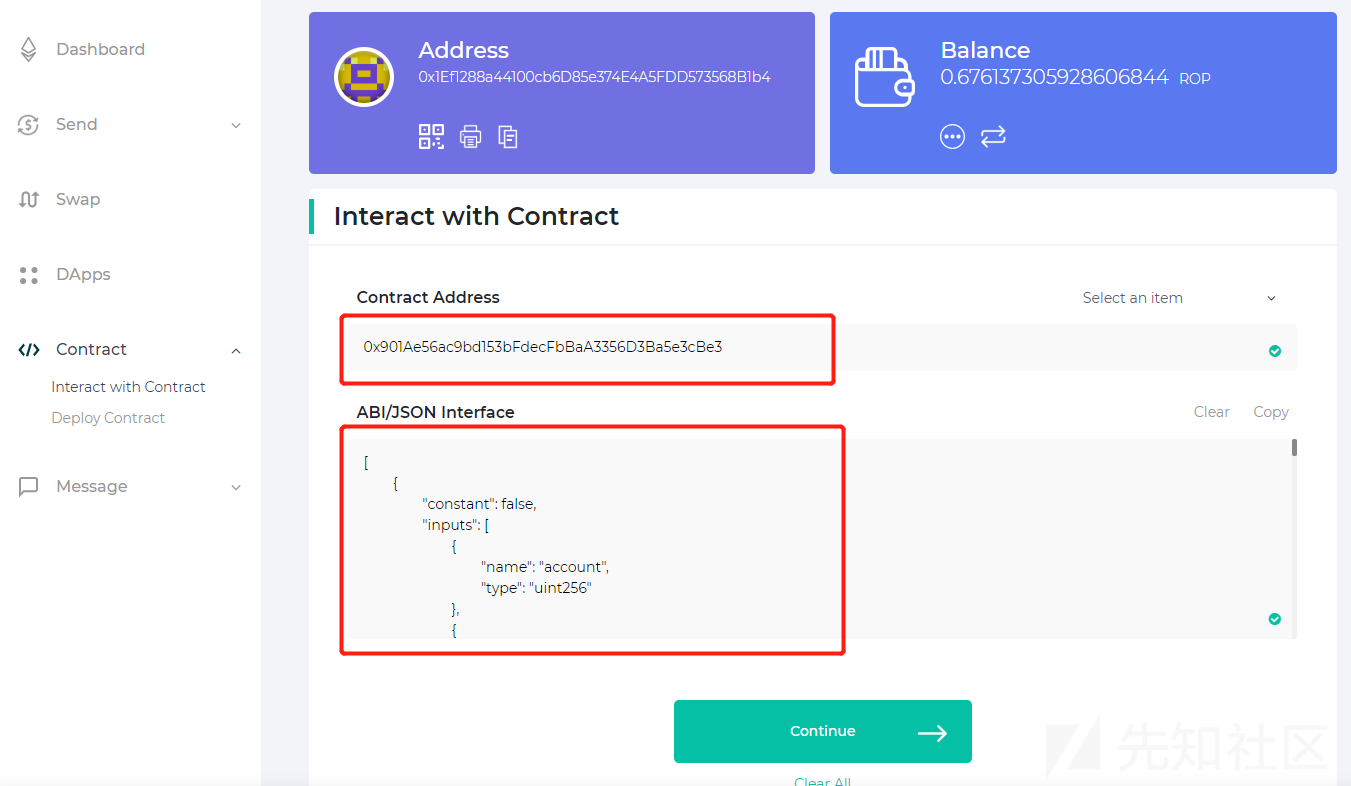 Dashboard
Send
Swap
DApps
Contract
Interact with Contract
Deploy Contract
Message
Address
0x1Ef1288a44100cb6D85e374E4A5FDD573568B1b4
Balance
0.676137305928606844 ROP
Interact with Contract
Contract Address
Select an item
0x901Ae56ac9bd153bFdecFbBaA3356D3Ba5e3cBe3
ABI/JSON Interface
Clear Copy
[
{
"constant": false,
"inputs": [
{
"name": "account",
"type": "uint256"
},
{
Continue
Clear All
先知社区